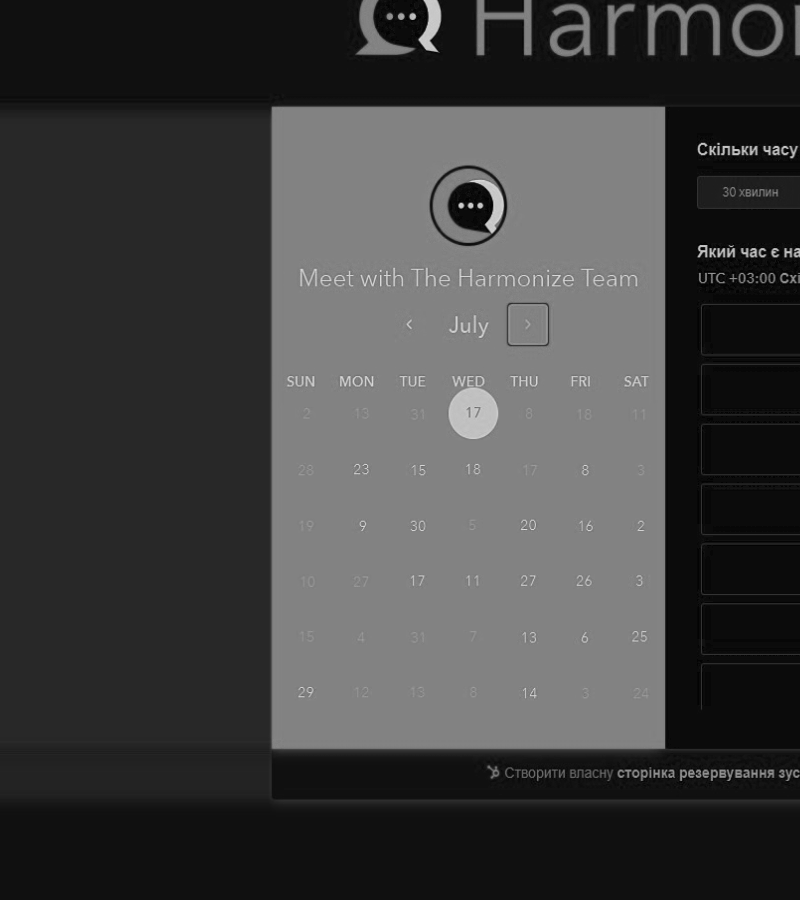 Harmon
Meet with The Harmonize Team
July
SUN MON TUE WED THU FRI SAT
2 13 31 17 8 18 11
28 23 15 18 17 8 3
19 9 30 5 20 16 2
10 27 17 11 27 26 3
15 4 31 7 13 6 25
29 12 13 8 14 3 24
Скільки часу
30 хвилин
Який час є на
UTC +03:00 Схі
Створити власну сторінка резервування зус